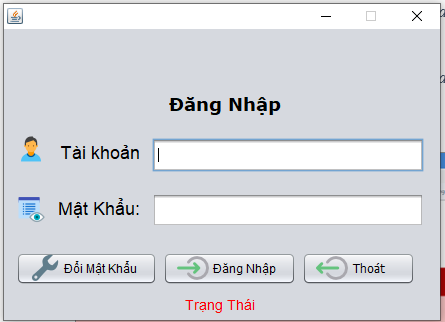 Đăng Nhập
Tài khoản
Mật Khẩu:
Đổi Mật Khẩu Đăng Nhập Thoát
Trạng Thái